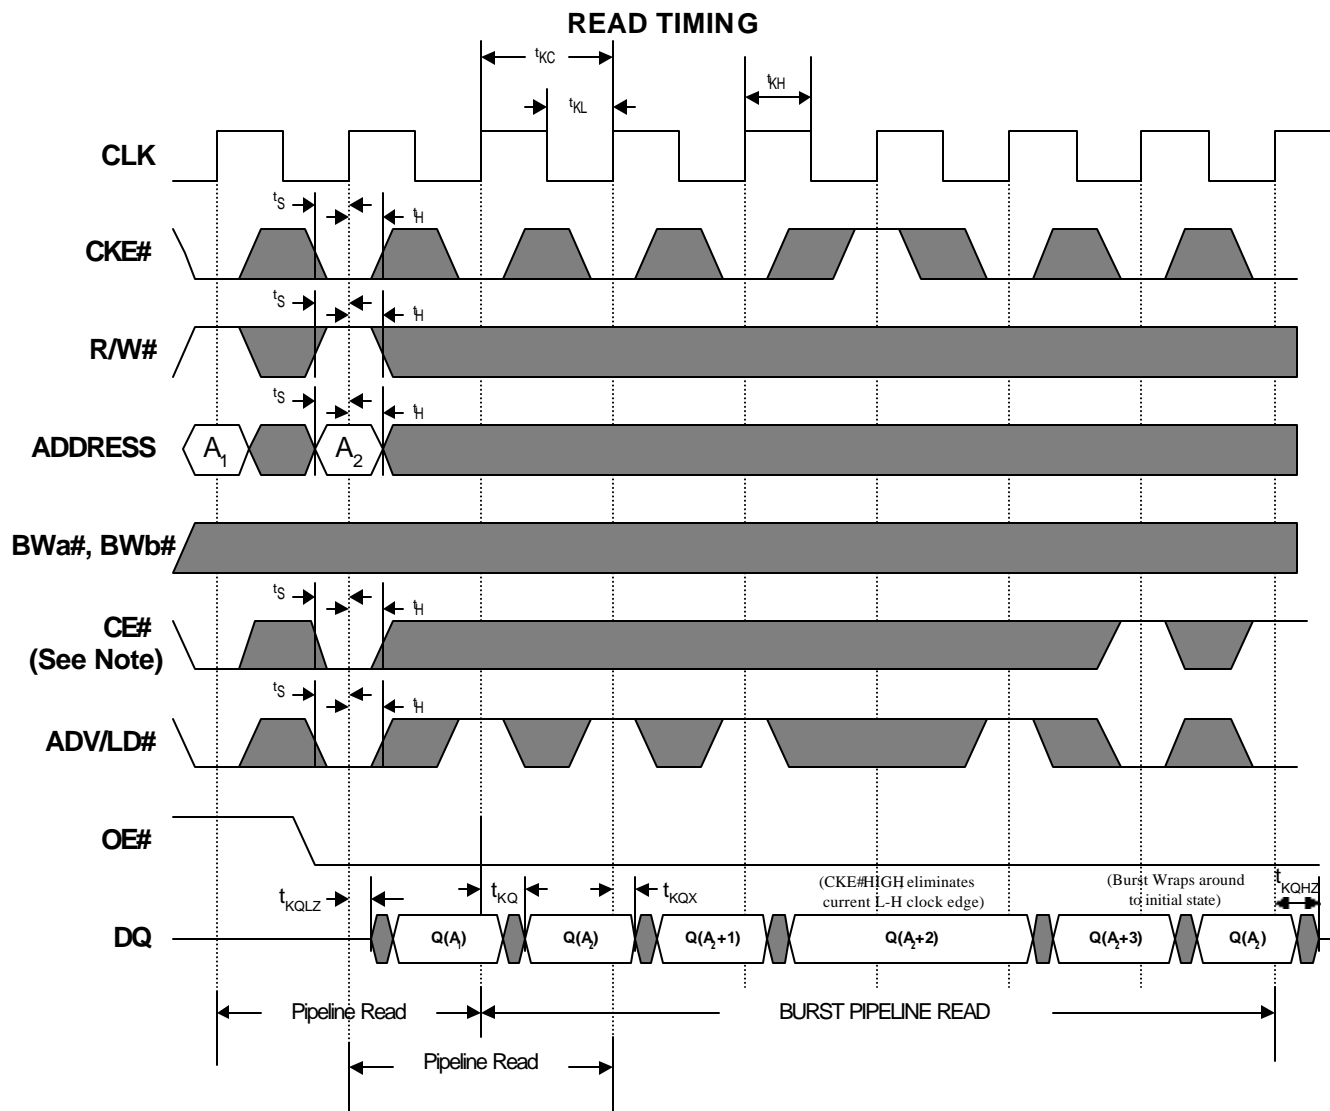 READ TIMING
tKC
tKL
tKH
CLK
tS
tH
CKE#
tS
tH
R/W#
tS
tH
ADDRESS
A1
A2
BWa#, BWb#
tS
tH
CE#
(See Note)
tS
tH
ADV/LD#
OE#
tKQLZ
tKQ
tKQX
(CKE#HIGH, eliminates
current L-H clock edge)
(Burst Wraps around
to initial state)
tKQHZ
DQ
Q(A1)
Q(A2)
Q(A2+1)
Q(A2+2)
Q(A2+3)
Q(A2)
Pipeline Read
BURST PIPELINE READ
Pipeline Read